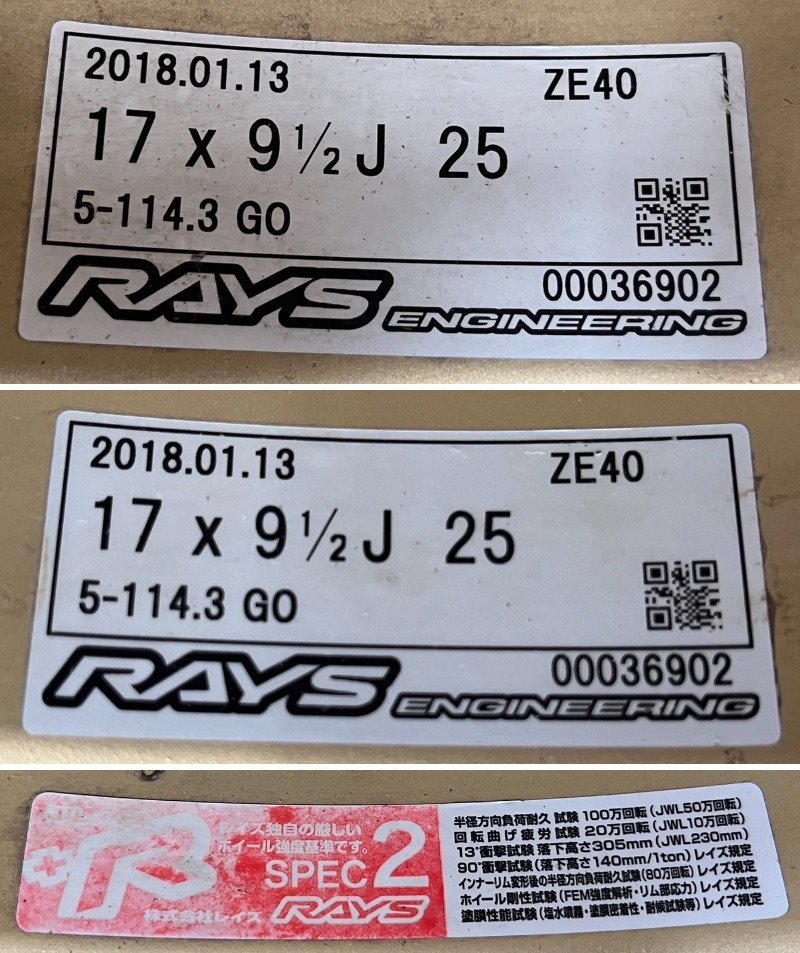 2018.01.13 ZE40
17 x 9½J 25
5-114.3 GO
00036902
RAYS ENGINEERING
2018.01.13 ZE40
17 x 9½J 25
5-114.3 GO
00036902
RAYS ENGINEERING
レイズ独自の厳しい
ホイール強度基準です。
SPEC2
株式会社レイズ RAYS
半径方向負荷耐久試験100万回転(JWL50万回転)
回転曲げ疲労試験20万回転(JWL10万回転)
13°衝撃試験落下高さ305mm(JWL230mm)
90°衝撃試験(落下高さ140mm/1ton)レイズ規定
インナーリム変形後の半径方向負荷耐久試験(80万回転)レイズ規定
ホイール剛性試験(FEM強度解析・リム部応力)レイズ規定
塗膜性能試験(塩水噴霧・塗膜密着性・耐候試験等)レイズ規定